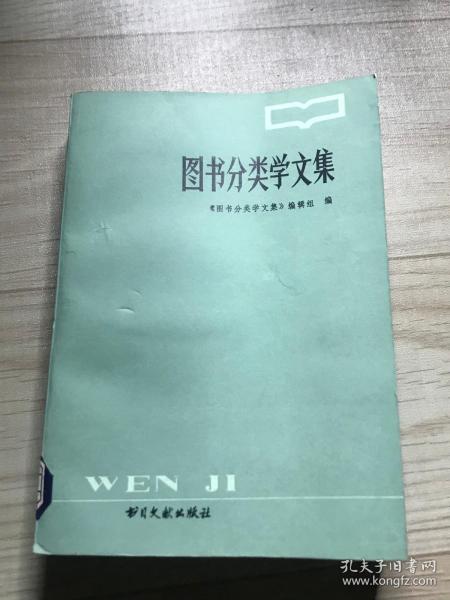 图书分类学文集
《图书分类学文集》编辑组 编
WEN JI
书目文献出版社
孔夫子旧书网
www.kongfz.com